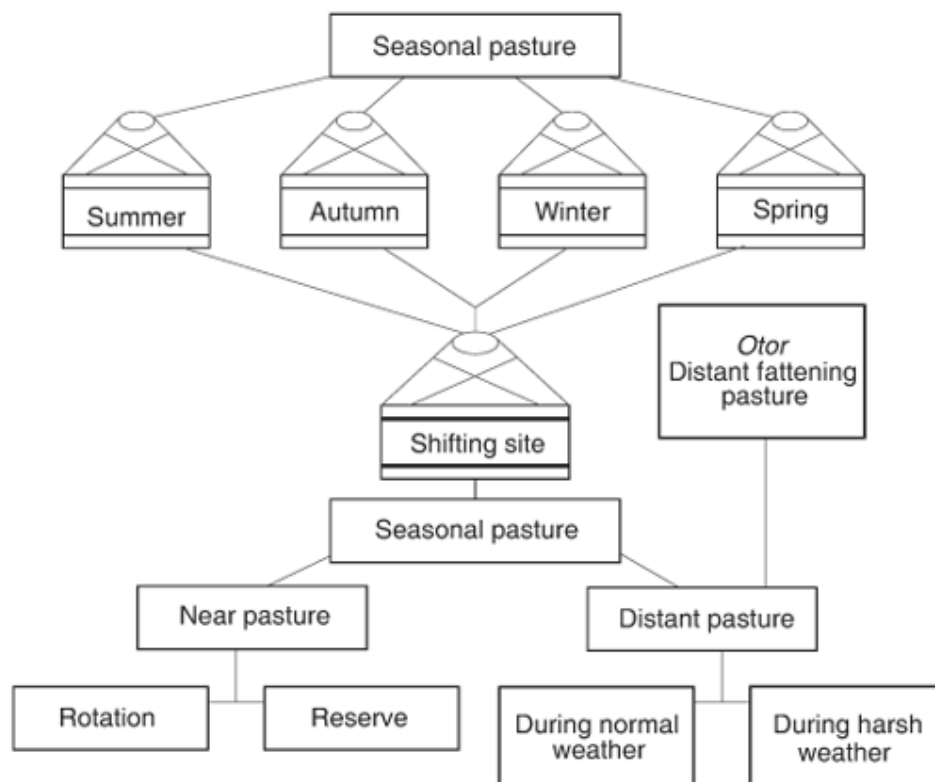 Seasonal pasture
Summer
Autumn
Winter
Spring
Otor
Distant fattening
pasture
Shifting site
Seasonal pasture
Near pasture
Distant pasture
Rotation
Reserve
During normal
weather
During harsh
weather